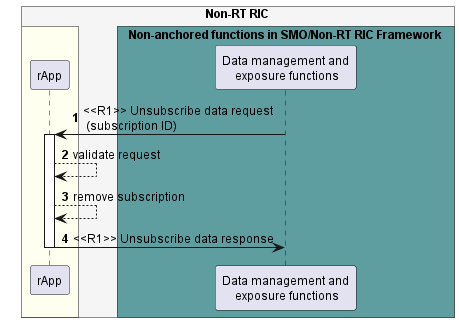 Non-RT RIC
Non-anchored functions in SMO/Non-RT RIC Framework
rApp
Data management and
exposure functions
1 <<R1>> Unsubscribe data request
(subscription ID)
2 validate request
3 remove subscription
4 <<R1>> Unsubscribe data response
rApp
Data management and
exposure functions